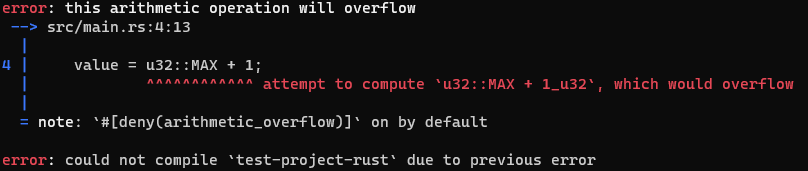 error: this arithmetic operation will overflow
 --> src/main.rs:4:13
  |
4 |     value = u32::MAX + 1;
  |             ^^^^^^^^^^^^ attempt to compute `u32::MAX + 1_u32`, which would overflow
  |
  = note: `#[deny(arithmetic_overflow)]` on by default
error: could not compile `test-project-rust` due to previous error